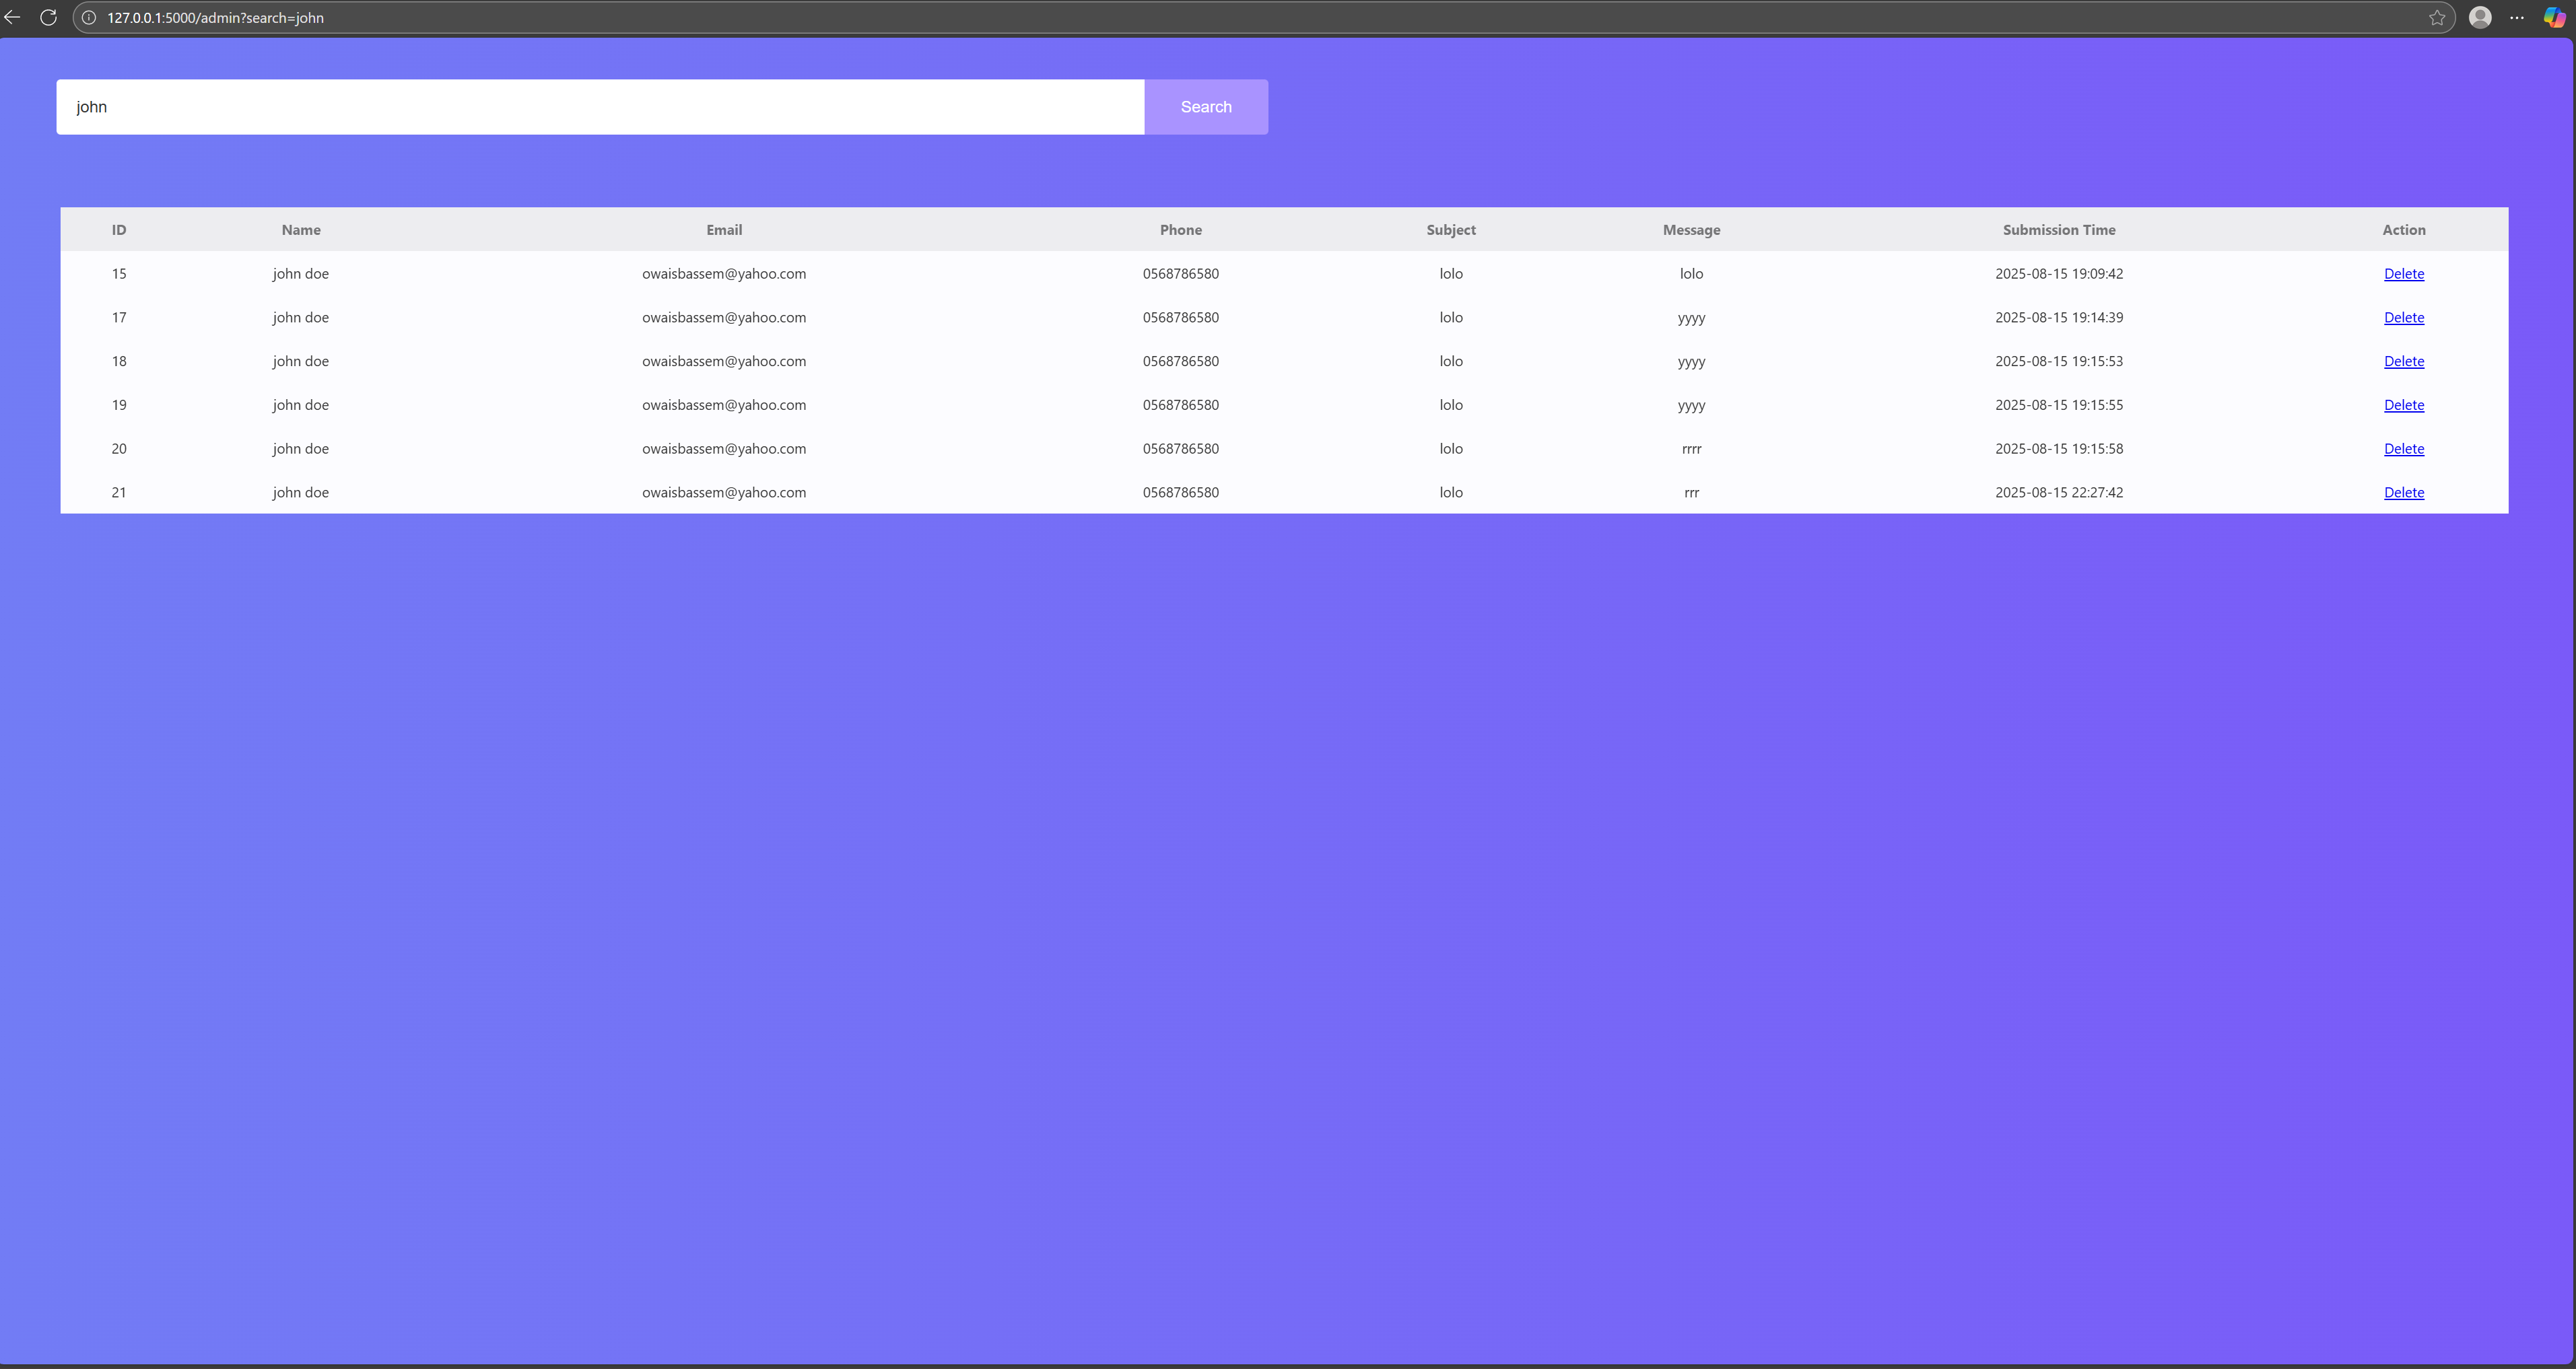 127.0.0.1:5000/admin?search=john
john Search
ID Name Email Phone Subject Message Submission Time Action
15 john doe owaisbassem@yahoo.com 0568786580 lolo lolo 2025-08-15 19:09:42 Delete
17 john doe owaisbassem@yahoo.com 0568786580 lolo yyyy 2025-08-15 19:14:39 Delete
18 john doe owaisbassem@yahoo.com 0568786580 lolo yyyy 2025-08-15 19:15:53 Delete
19 john doe owaisbassem@yahoo.com 0568786580 lolo yyyy 2025-08-15 19:15:55 Delete
20 john doe owaisbassem@yahoo.com 0568786580 lolo rrrr 2025-08-15 19:15:58 Delete
21 john doe owaisbassem@yahoo.com 0568786580 lolo rrr 2025-08-15 22:27:42 Delete